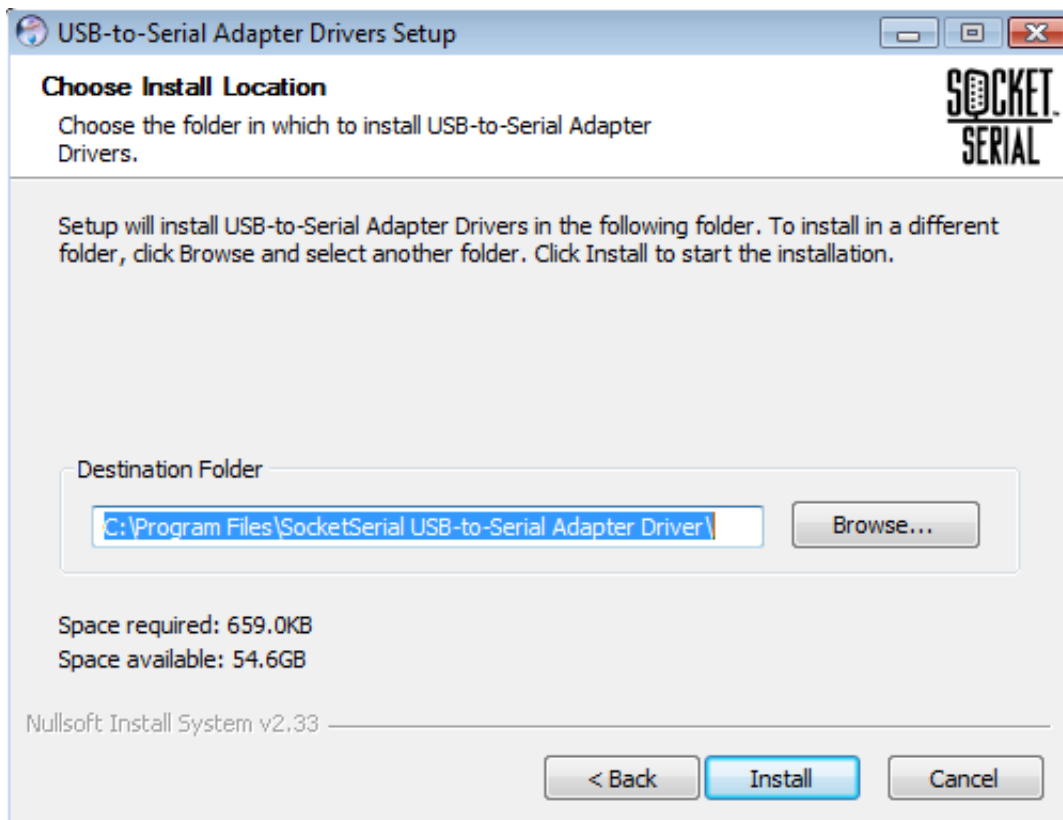 USB-to-Serial Adapter Drivers Setup
Choose Install Location
Choose the folder in which to install USB-to-Serial Adapter
Drivers.
SOCKET™
SERIAL
Setup will install USB-to-Serial Adapter Drivers in the following folder. To install in a different
folder, click Browse and select another folder. Click Install to start the installation.
Destination Folder
C:\Program Files\SocketSerial USB-to-Serial Adapter Driver\
Browse...
Space required: 659.0KB
Space available: 54.6GB
Nullsoft Install System v2.33
< Back
Install
Cancel